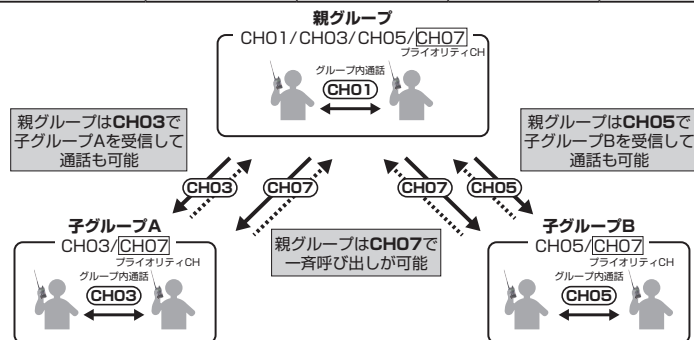 親グループ
CH01/CH03/CH05/CH07
プライオリティCH
グループ内通話
CH01
親グループはCH03で
子グループAを受信して
通話も可能
親グループはCH05で
子グループBを受信して
通話も可能
CH03
CH07
CH07
CH05
親グループはCH07で
一斉呼び出しが可能
子グループA
CH03/CH07
プライオリティCH
グループ内通話
CH03
子グループB
CH05/CH07
プライオリティCH
グループ内通話
CH05